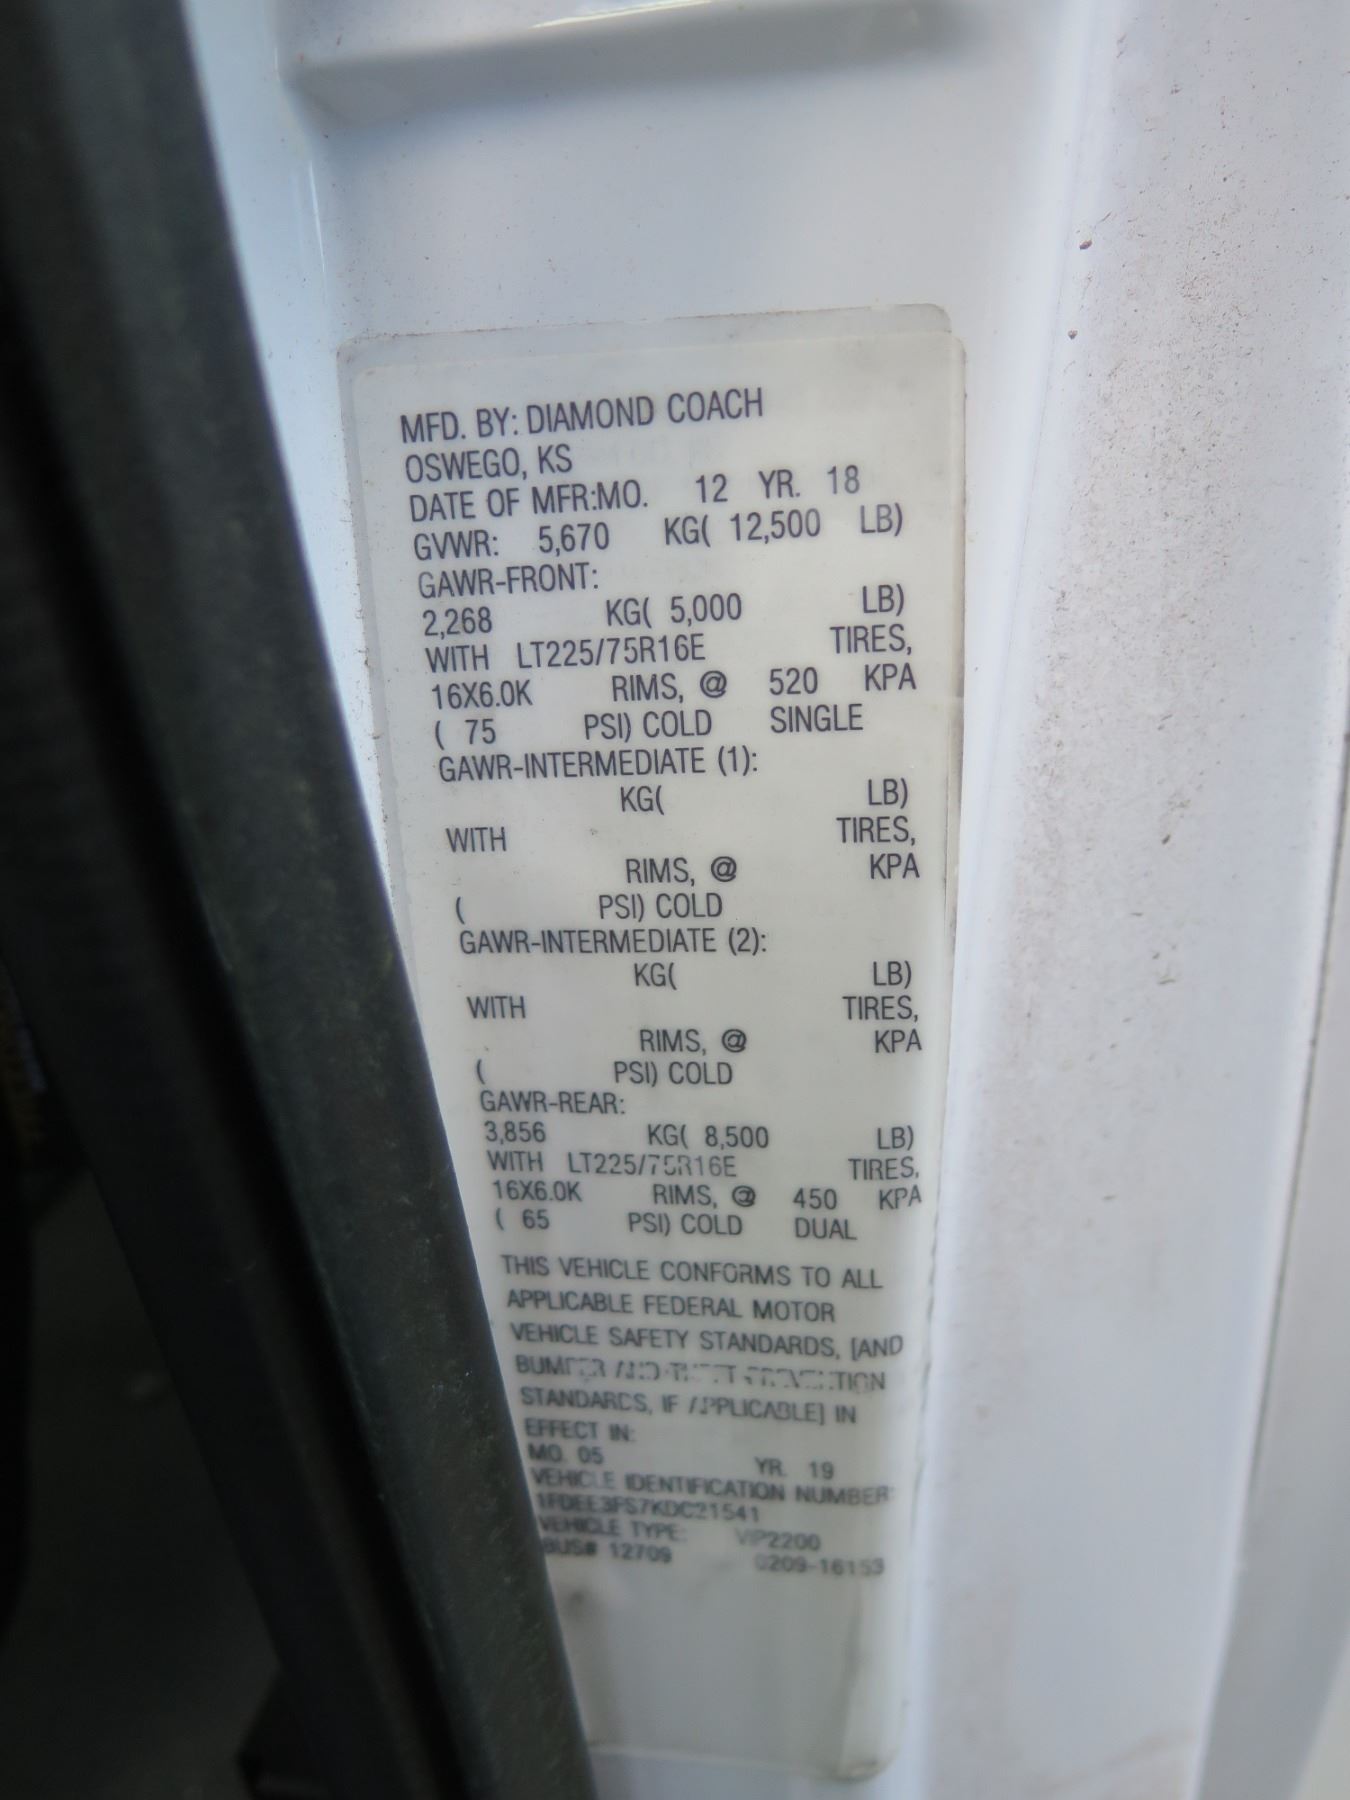 MFD. BY: DIAMOND COACH
OSWEGO, KS
DATE OF MFR:MO. 12 YR. 18
GVWR: 5,670 KG( 12,500 LB)
GAWR-FRONT:
2,268 KG( 5,000 LB)
WITH LT225/75R16E TIRES,
16X6.0K RIMS, @ 520 KPA
( 75 PSI) COLD SINGLE
GAWR-INTERMEDIATE (1):
KG( LB)
WITH TIRES,
RIMS, @ KPA
( PSI) COLD
GAWR-INTERMEDIATE (2):
KG( LB)
WITH TIRES,
RIMS, @ KPA
( PSI) COLD
GAWR-REAR:
3,856 KG( 8,500 LB)
WITH LT225/75R16E TIRES,
16X6.0K RIMS, @ 450 KPA
( 65 PSI) COLD DUAL
THIS VEHICLE CONFORMS TO ALL
APPLICABLE FEDERAL MOTOR
VEHICLE SAFETY STANDARDS, [AND
BUMPER AND THEFT PREVENTION
STANDARDS, IF APPLICABLE] IN
EFFECT IN:
MO. 05 YR. 19
VEHICLE IDENTIFICATION NUMBER:
1FDEE3FS7KDC21541
VEHICLE TYPE: VIP2200
BUS# 12709 0209-16153